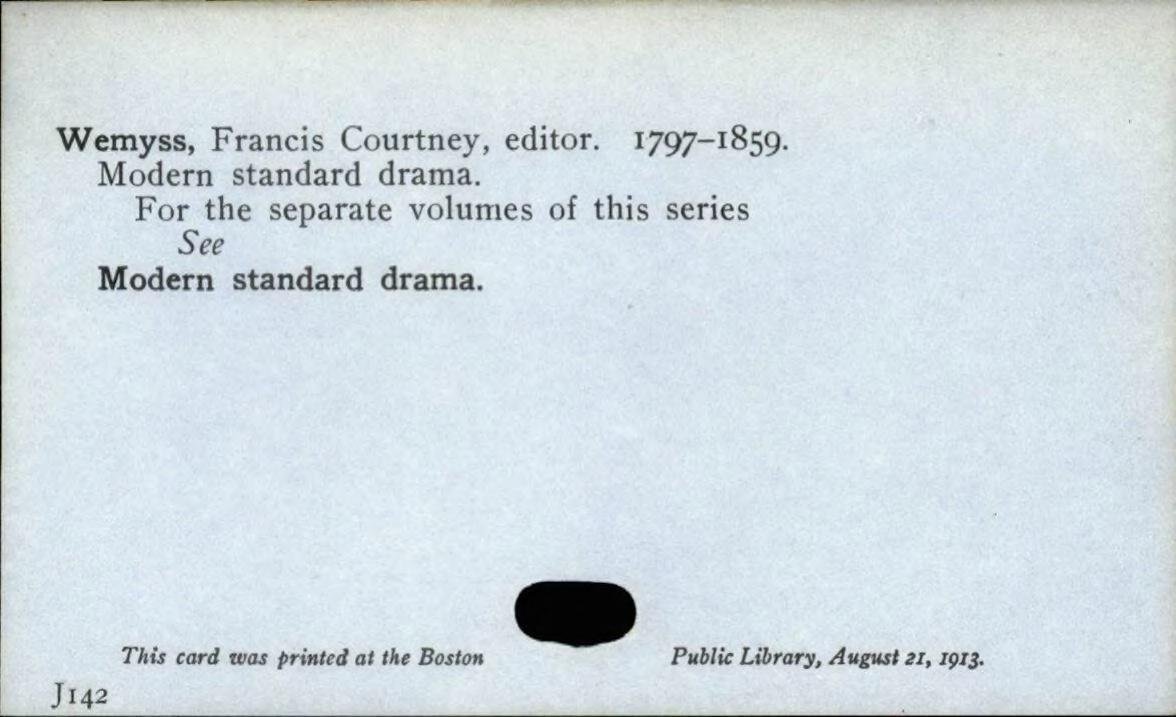 Wemyss, Francis Courtney, editor. 1797–1859.
Modern standard drama.
For the separate volumes of this series
See
Modern standard drama.
This card was printed at the Boston Public Library, August 21, 1913.
J142